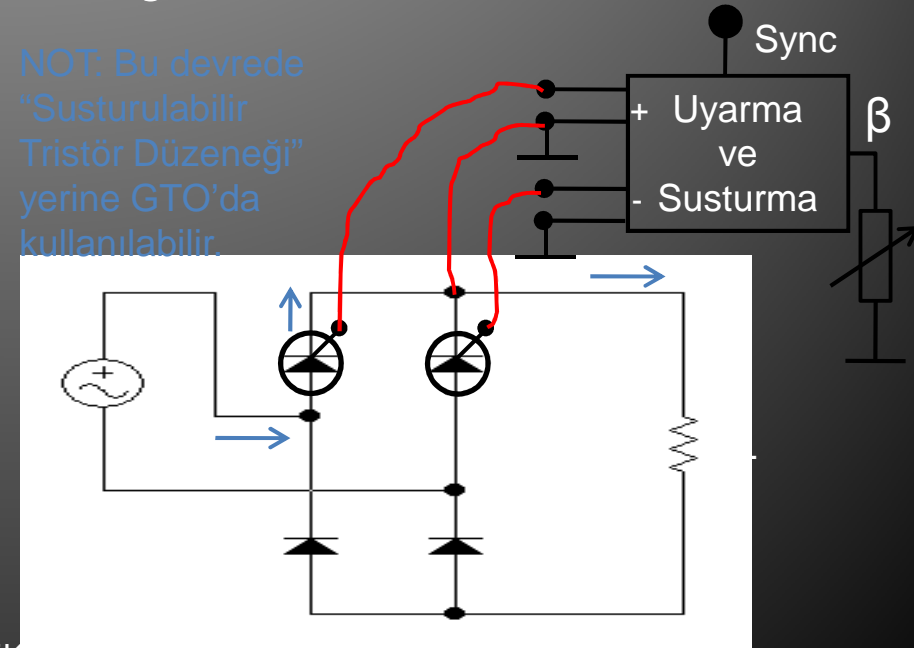 NOT: Bu devrede
“Susturulabilir
Tristör Düzeneği”
yerine GTO’da
kullanılabilir.
Sync
+ Uyarma
ve
- Susturma
β
+